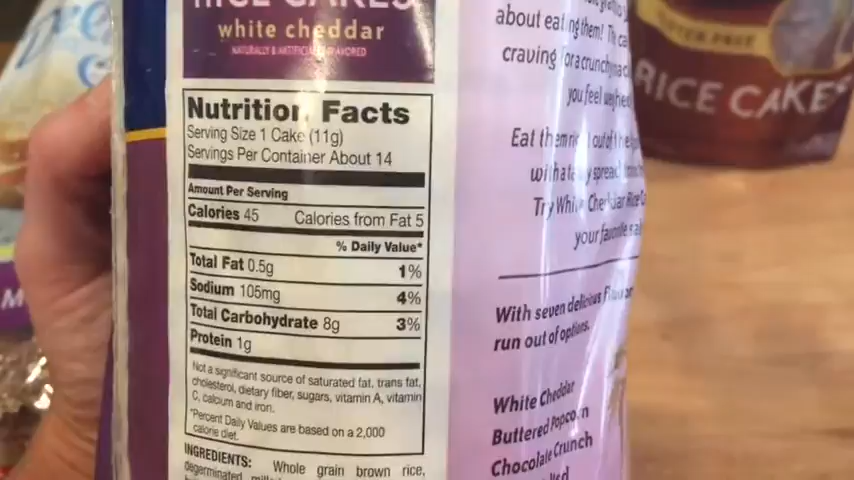 RICE CAKES
white cheddar
NATURALLY & ARTIFICIALLY FLAVORED
Nutrition Facts
Serving Size 1 Cake (11g)
Servings Per Container About 14
Amount Per Serving
Calories 45 Calories from Fat 5
% Daily Value*
Total Fat 0.5g 1%
Sodium 105mg 4%
Total Carbohydrate 8g 3%
Protein 1g
Not a significant source of saturated fat, trans fat,
cholesterol, dietary fiber, sugars, vitamin A, vitamin
C, calcium and iron.
*Percent Daily Values are based on a 2,000
calorie diet.
INGREDIENTS: Whole grain brown rice,
degerminated
about eating them!
craving for a crunchy
you feel
Eat them out of the
with a spread
Try White Cheddar Rice
your favorite
With seven delicious
run out of options.
White Cheddar
Buttered Popcorn
Chocolate Crunch
GLUTEN FREE
RICE CAKES